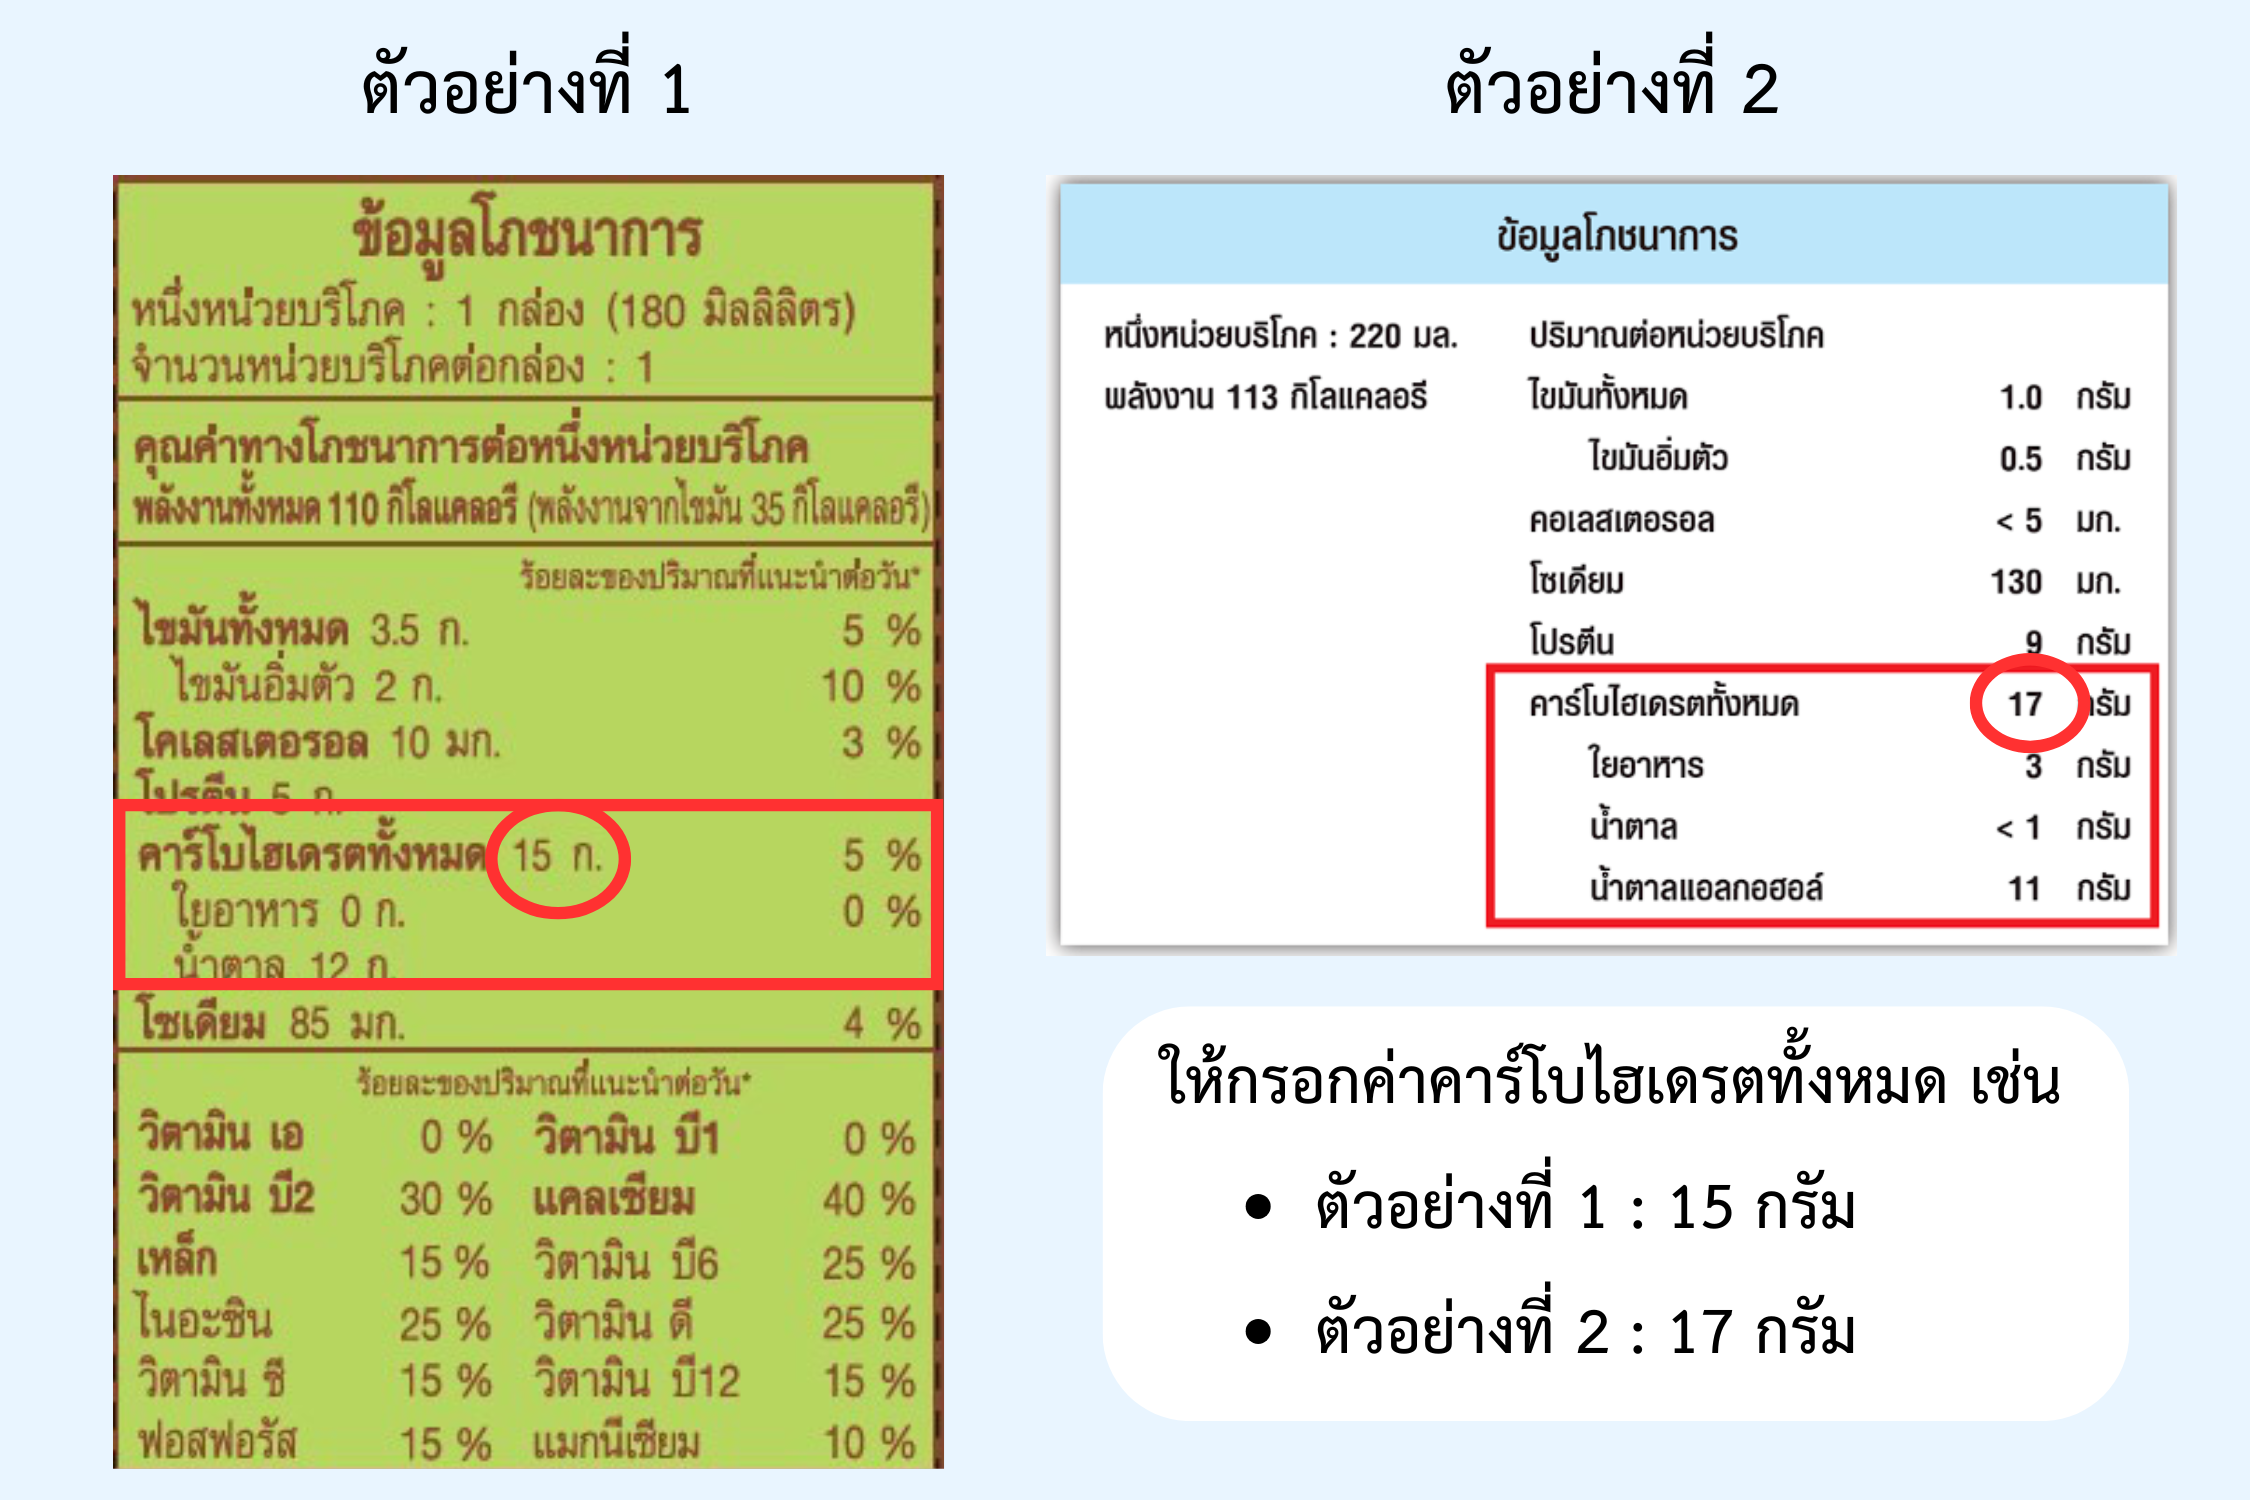 ตัวอย่างที่ 1
ข้อมูลโภชนาการ
หนึ่งหน่วยบริโภค : 1 กล่อง (180 มิลลิลิตร)
จำนวนหน่วยบริโภคต่อกล่อง : 1
คุณค่าทางโภชนาการต่อหนึ่งหน่วยบริโภค
พลังงานทั้งหมด 110 กิโลแคลอรี (พลังงานจากไขมัน 35 กิโลแคลอรี)
ร้อยละของปริมาณที่แนะนำต่อวัน*
ไขมันทั้งหมด 3.5 ก. 5 %
ไขมันอิ่มตัว 2 ก. 10 %
โคเลสเตอรอล 10 มก. 3 %
โปรตีน 5 ก.
คาร์โบไฮเดรตทั้งหมด 15 ก. 5 %
ใยอาหาร 0 ก. 0 %
น้ำตาล 12 ก.
โซเดียม 85 มก. 4 %
ร้อยละของปริมาณที่แนะนำต่อวัน*
วิตามิน เอ 0 % วิตามิน บี1 0 %
วิตามิน บี2 30 % แคลเซียม 40 %
เหล็ก 15 % วิตามิน บี6 25 %
ไนอะซิน 25 % วิตามิน ดี 25 %
วิตามิน ซี 15 % วิตามิน บี12 15 %
ฟอสฟอรัส 15 % แมกนีเซียม 10 %
ตัวอย่างที่ 2
ข้อมูลโภชนาการ
หนึ่งหน่วยบริโภค : 220 มล. ปริมาณต่อหน่วยบริโภค
พลังงาน 113 กิโลแคลอรี ไขมันทั้งหมด 1.0 กรัม
ไขมันอิ่มตัว 0.5 กรัม
คอเลสเตอรอล < 5 มก.
โซเดียม 130 มก.
โปรตีน 9 กรัม
คาร์โบไฮเดรตทั้งหมด 17 กรัม
ใยอาหาร 3 กรัม
น้ำตาล < 1 กรัม
น้ำตาลแอลกอฮอล์ 11 กรัม
ให้กรอกค่าคาร์โบไฮเดรตทั้งหมด เช่น
• ตัวอย่างที่ 1 : 15 กรัม
• ตัวอย่างที่ 2 : 17 กรัม